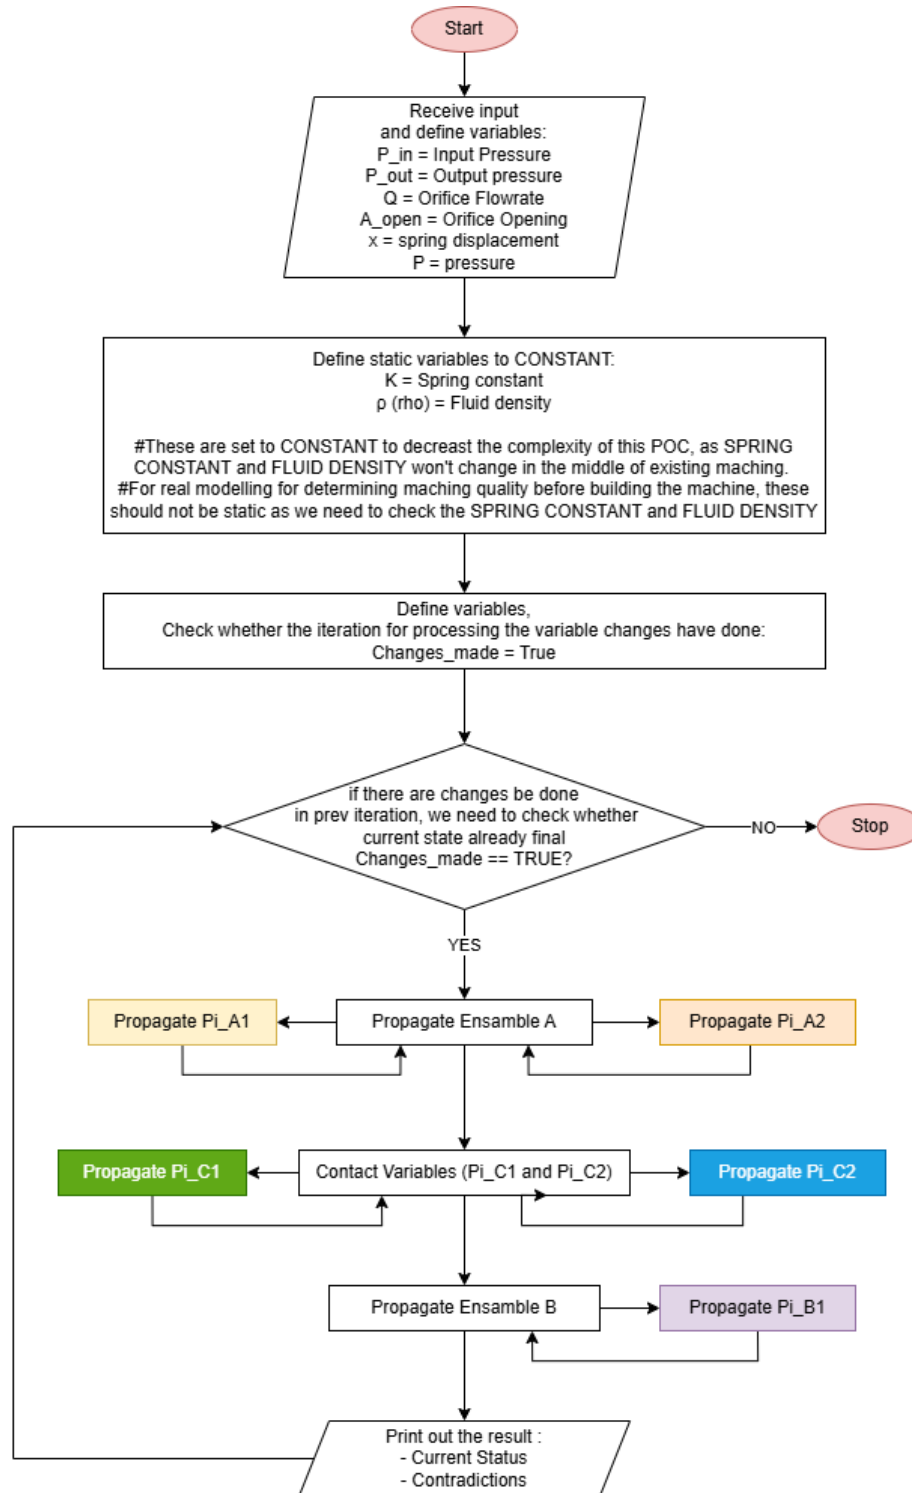 Start
Receive input
and define variables:
P_in = Input Pressure
P_out = Output pressure
Q = Orifice Flowrate
A_open = Orifice Opening
x = spring displacement
P = pressure
Define static variables to CONSTANT:
K = Spring constant
ρ (rho) = Fluid density
#These are set to CONSTANT to decreast the complexity of this POC, as SPRING
CONSTANT and FLUID DENSITY won't change in the middle of existing maching.
#For real modelling for determining maching quality before building the machine, these
should not be static as we need to check the SPRING CONSTANT and FLUID DENSITY
Define variables,
Check whether the iteration for processing the variable changes have done:
Changes_made = True
if there are changes be done
in prev iteration, we need to check whether
current state already final
Changes_made == TRUE?
NO
Stop
YES
Propagate Pi_A1
Propagate Ensamble A
Propagate Pi_A2
Propagate Pi_C1
Contact Variables (Pi_C1 and Pi_C2)
Propagate Pi_C2
Propagate Ensamble B
Propagate Pi_B1
Print out the result :
- Current Status
- Contradictions